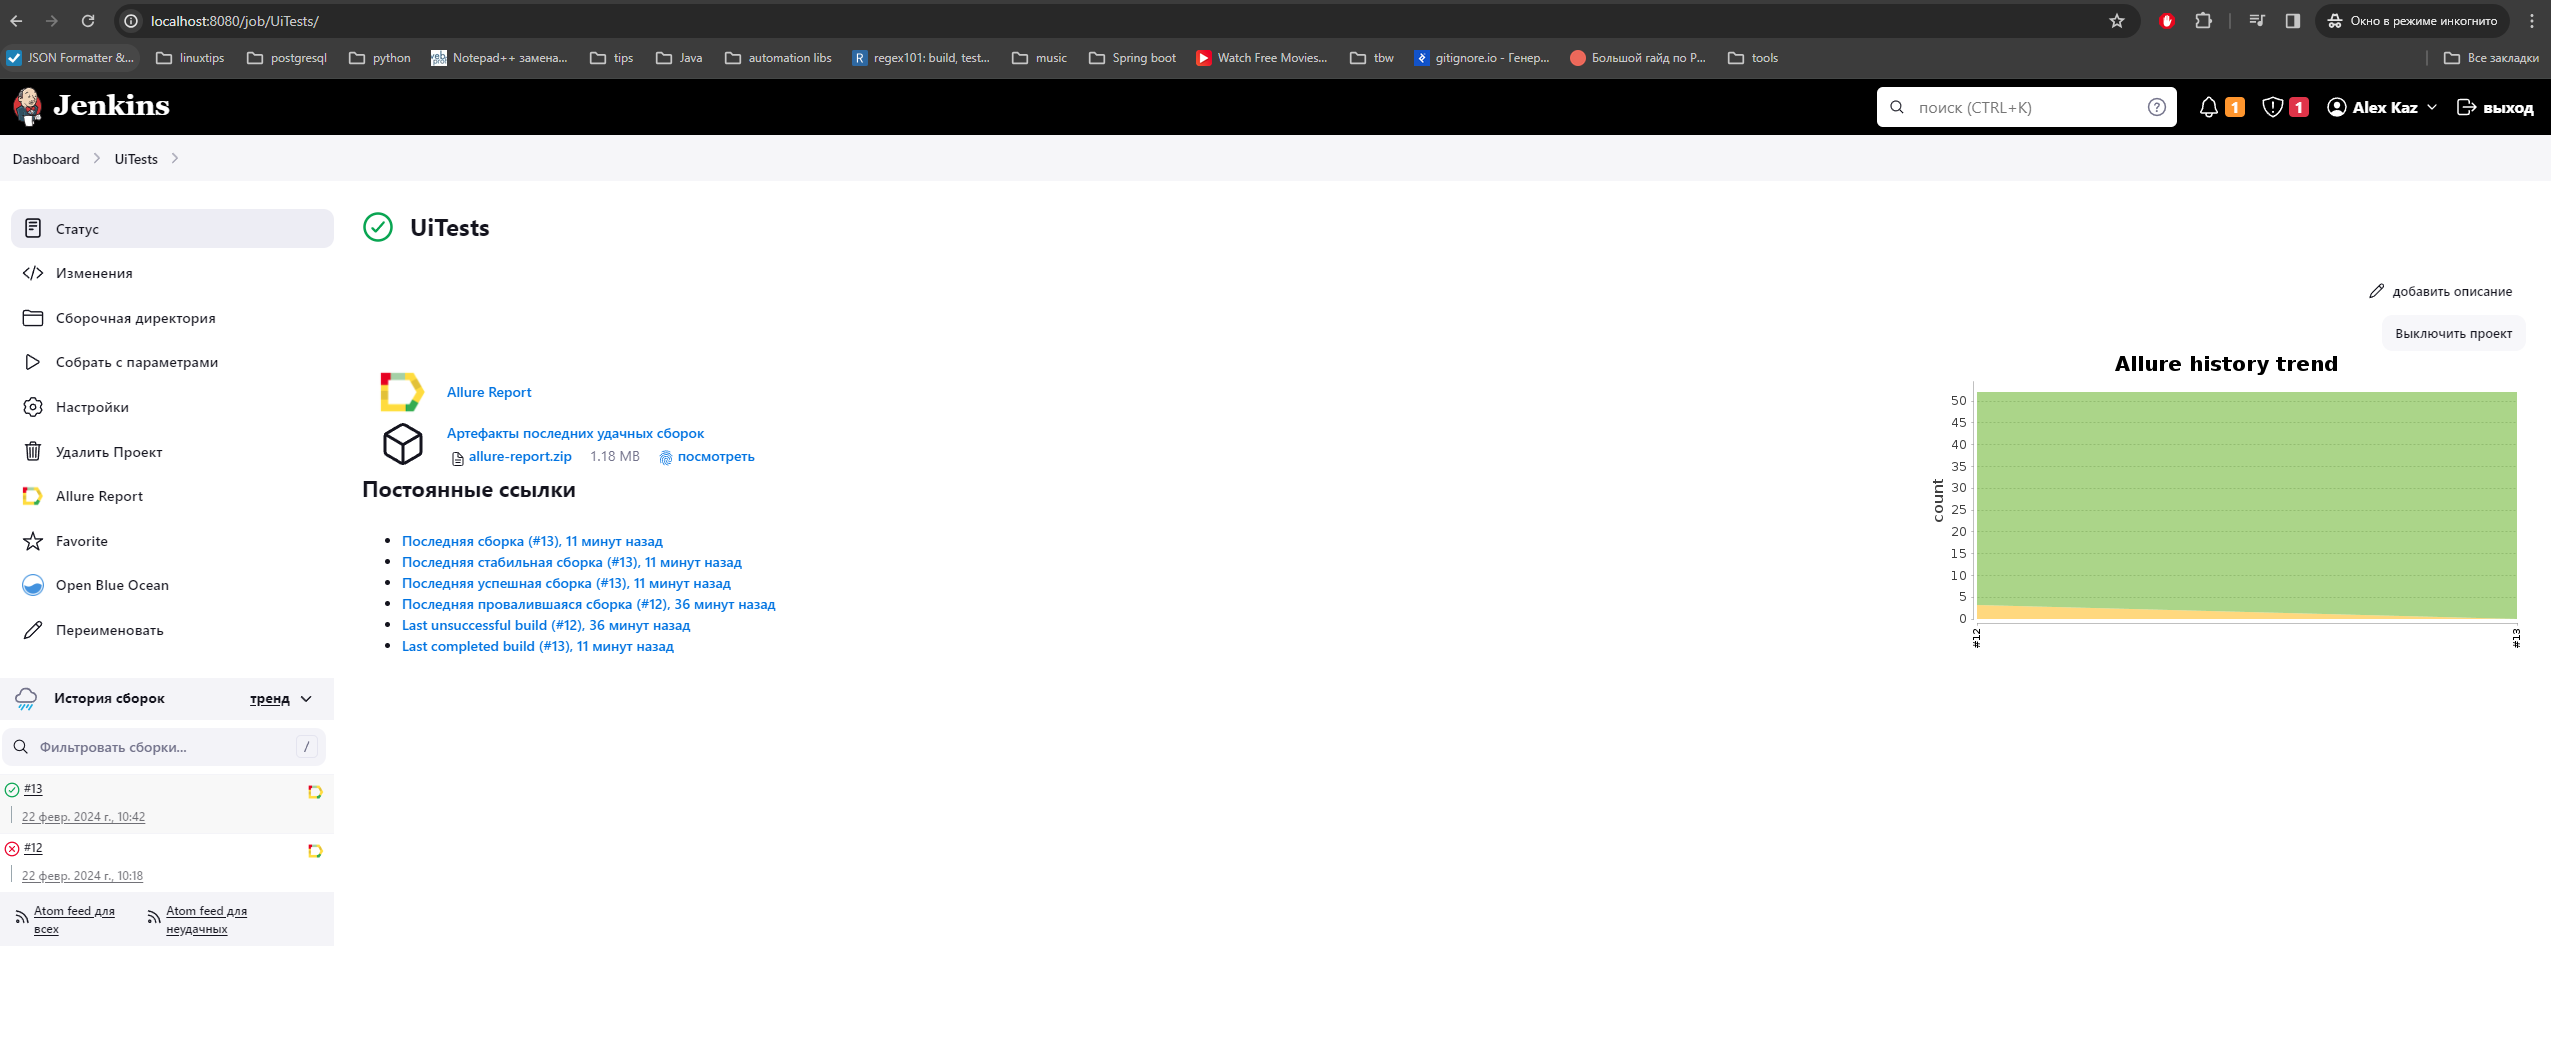 localhost:8080/job/UiTests/
Окно в режиме инкогнито
JSON Formatter &... linuxtips postgresql python Notepad++ замена... tips Java automation libs regex101: build, test... music Spring boot Watch Free Movies... tbw gitignore.io - Генер... Большой гайд по Р... tools Все закладки
Jenkins
поиск (CTRL+K) ? 1 1 Alex Kaz выход
Dashboard UiTests
Статус
Изменения
Сборочная директория
Собрать с параметрами
Настройки
Удалить Проект
Allure Report
Favorite
Open Blue Ocean
Переименовать
История сборок тренд
Фильтровать сборки... /
#13
22 февр. 2024 г., 10:42
#12
22 февр. 2024 г., 10:18
Atom feed для всех
Atom feed для неудачных
UiTests
добавить описание
Выключить проект
Allure Report
Артефакты последних удачных сборок
allure-report.zip 1.18 MB посмотреть
Постоянные ссылки
Последняя сборка (#13), 11 минут назад
Последняя стабильная сборка (#13), 11 минут назад
Последняя успешная сборка (#13), 11 минут назад
Последняя провалившаяся сборка (#12), 36 минут назад
Last unsuccessful build (#12), 36 минут назад
Last completed build (#13), 11 минут назад
Allure history trend
count
50
45
40
35
30
25
20
15
10
5
0
#12 #13